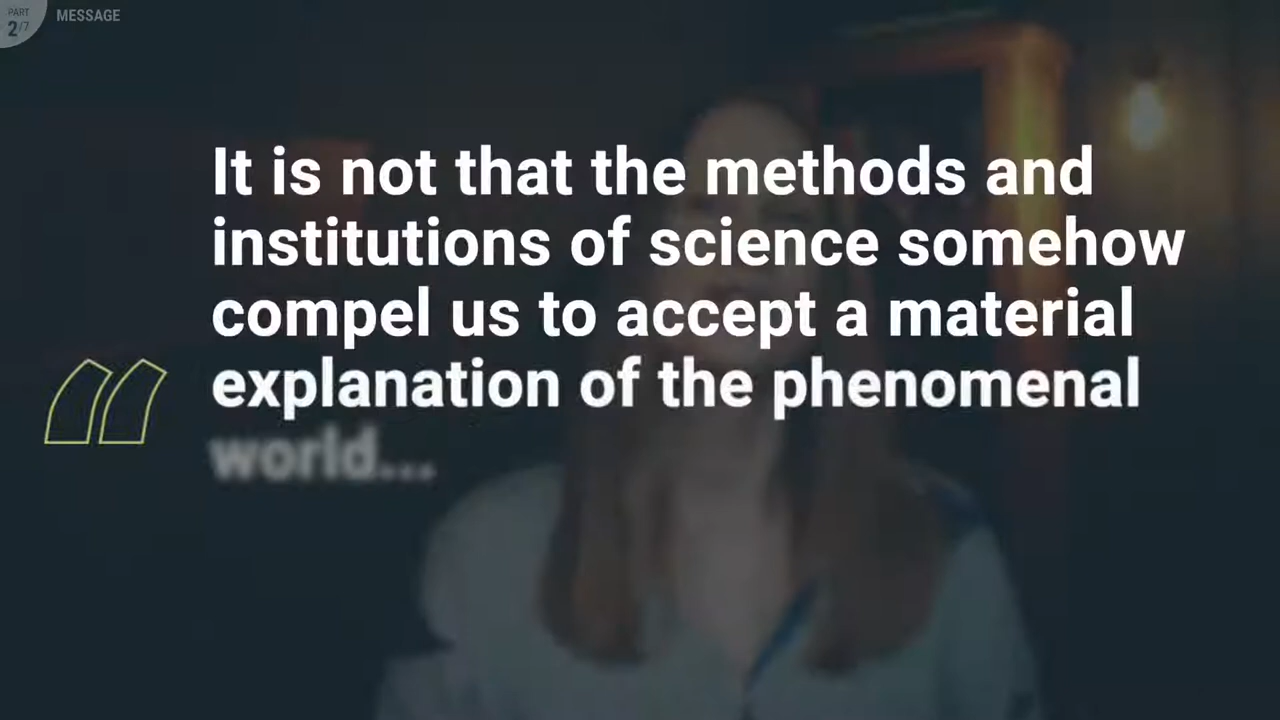 PART
2/7
MESSAGE
It is not that the methods and
institutions of science somehow
compel us to accept a material
explanation of the phenomenal
world...